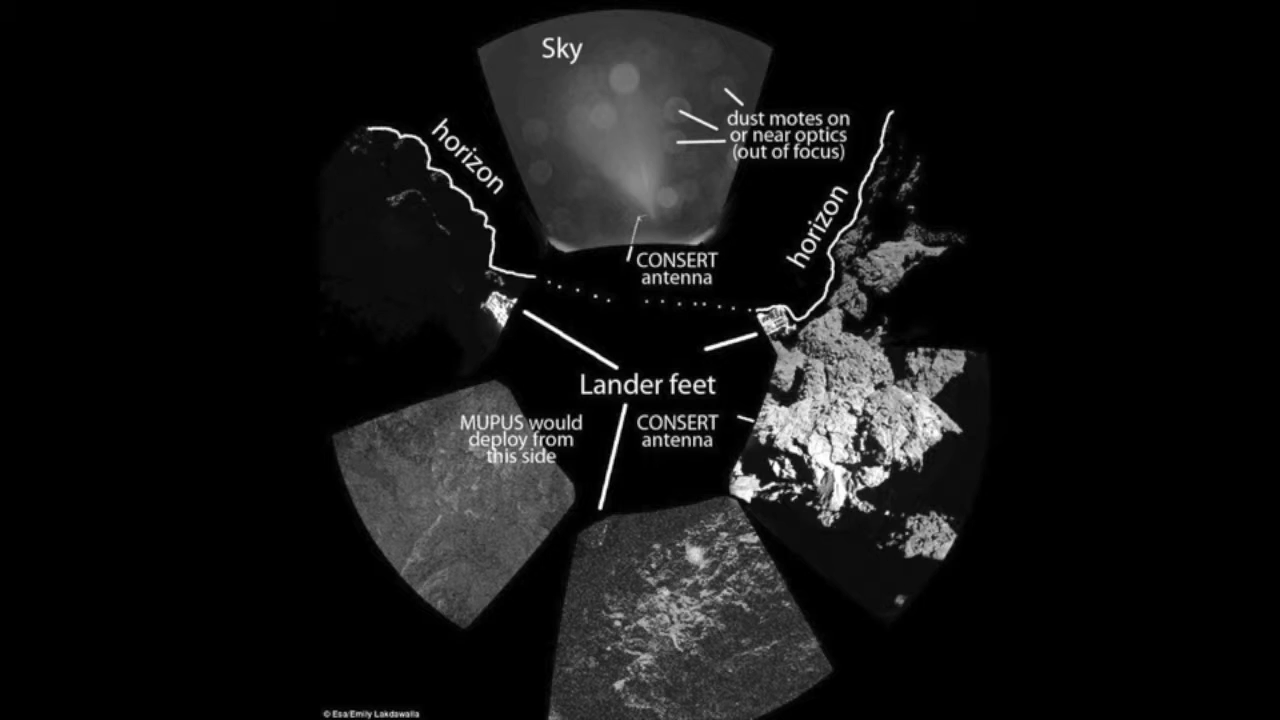 Sky
horizon
dust motes on
or near optics
(out of focus)
horizon
CONSERT
antenna
Lander feet
MUPUS would
deploy from
this side
CONSERT
antenna
© Esa/Emily Lakdawalla